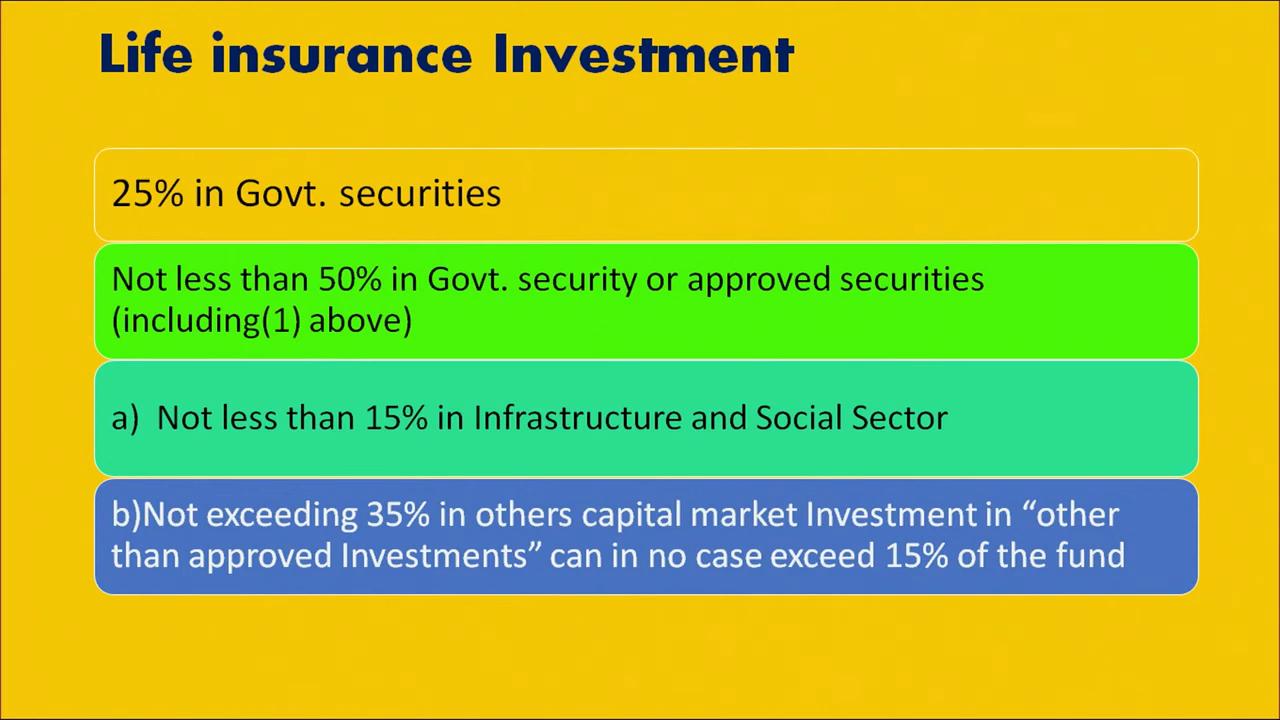 Life insurance Investment
25% in Govt. securities
Not less than 50% in Govt. security or approved securities
(including(1) above)
a) Not less than 15% in Infrastructure and Social Sector
b)Not exceeding 35% in others capital market Investment in “other
than approved Investments” can in no case exceed 15% of the fund